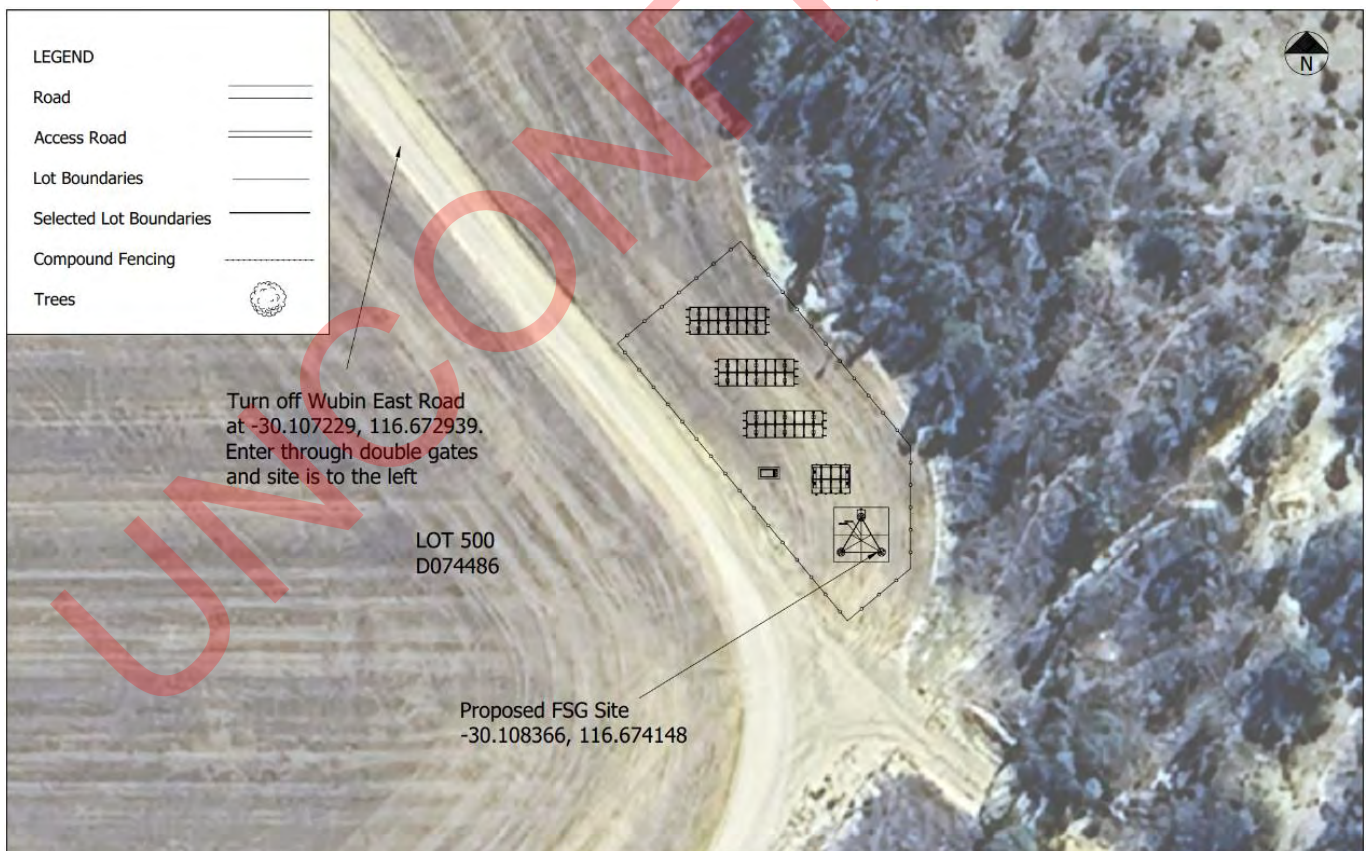 LEGEND
Road
Access Road
Lot Boundaries
Selected Lot Boundaries
Compound Fencing
Trees
N
Turn off Wubin East Road
at -30.107229, 116.672939.
Enter through double gates
and site is to the left
LOT 500
D074486
Proposed FSG Site
-30.108366, 116.674148
UNCONF